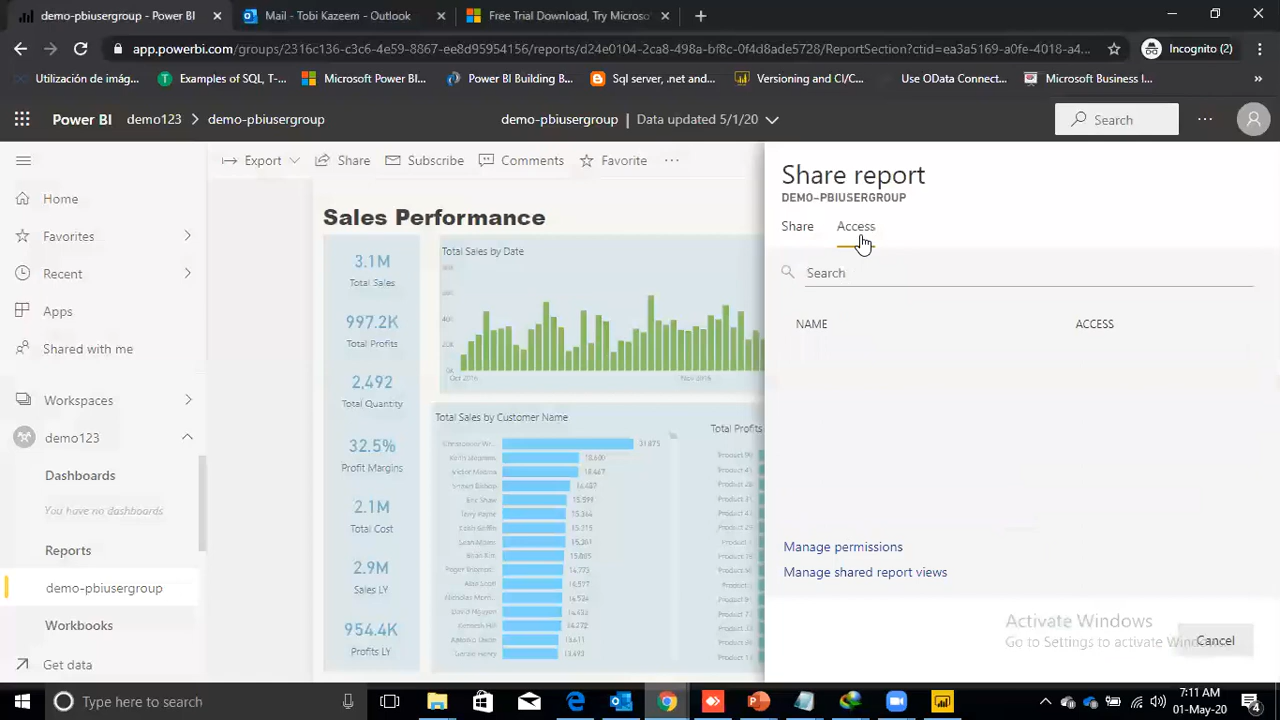 demo-pbiusergroup - Power BI
Mail - Tobi Kazeem - Outlook
Free Trial Download, Try Microso
app.powerbi.com/groups/2316c136-c3c6-4e59-8867-ee8d95954156/reports/d24e0104-2ca8-498a-bf8c-0f4d8ade5728/ReportSection?ctid=ea3a5169-a0fe-4018-a4...
Incognito (2)
Utilización de imág...
Examples of SQL, T-...
Microsoft Power BI...
Power BI Building B...
Sql server, .net and...
Versioning and CI/C...
Use OData Connect...
Microsoft Business I...
Power BI
demo123
demo-pbiusergroup
demo-pbiusergroup | Data updated 5/1/20
Search
Export
Share
Subscribe
Comments
Favorite
Home
Favorites
Recent
Apps
Shared with me
Workspaces
demo123
Dashboards
You have no dashboards
Reports
demo-pbiusergroup
Workbooks
Get data
Sales Performance
3.1M
Total Sales
997.2K
Total Profits
2,492
Total Quantity
32.5%
Profit Margins
2.1M
Total Cost
2.9M
Sales LY
954.4K
Profits LY
Total Sales by Date
Total Sales by Customer Name
31,875
Total Profits
Share report
DEMO-PBIUSERGROUP
Share
Access
Search
NAME
ACCESS
Manage permissions
Manage shared report views
Activate Windows
Go to Settings to activate
Cancel
Type here to search
:11 AM
01-May-20
4